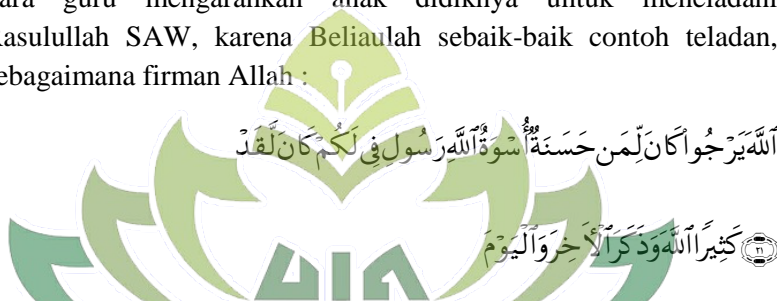 ara guru mengarahkan anak didiknya untuk meneladani
Rasulullah SAW, karena Beliaulah sebaik-baik contoh teladan,
ebagaimana firman Allah :
لَّقَدْ كَانَ لَكُمْ فِى رَسُولِ ٱللَّهِ أُسْوَةٌ حَسَنَةٌ لِّمَن كَانَ يَرْجُوا۟ ٱللَّهَ
وَٱلْيَوْمَ ٱلْأَخِرَ وَذَكَرَ ٱللَّهَ كَثِيرًا ۝٢١